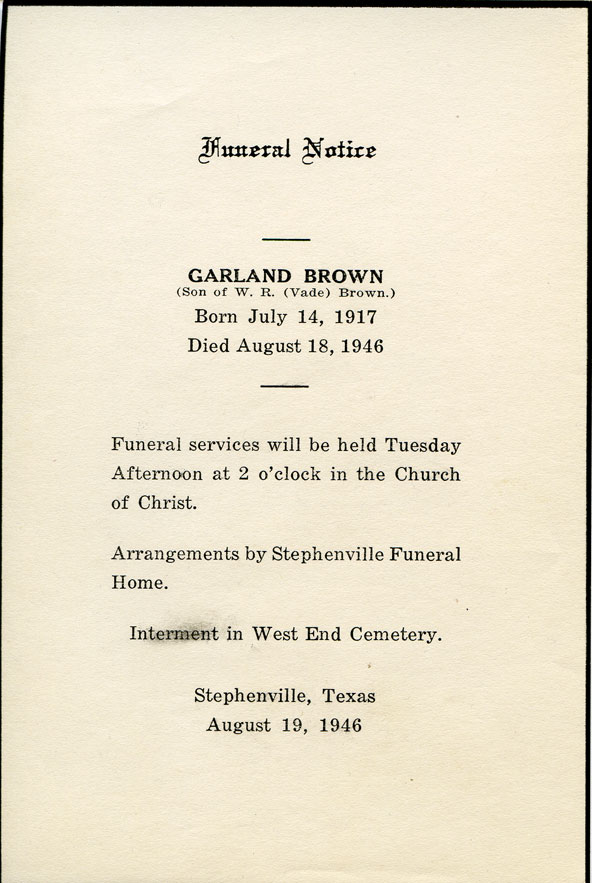 Funeral Notice
GARLAND BROWN
(Son of W. R. (Vade) Brown.)
Born July 14, 1917
Died August 18, 1946
Funeral services will be held Tuesday
Afternoon at 2 o'clock in the Church
of Christ.
Arrangements by Stephenville Funeral
Home.
Interment in West End Cemetery.
Stephenville, Texas
August 19, 1946